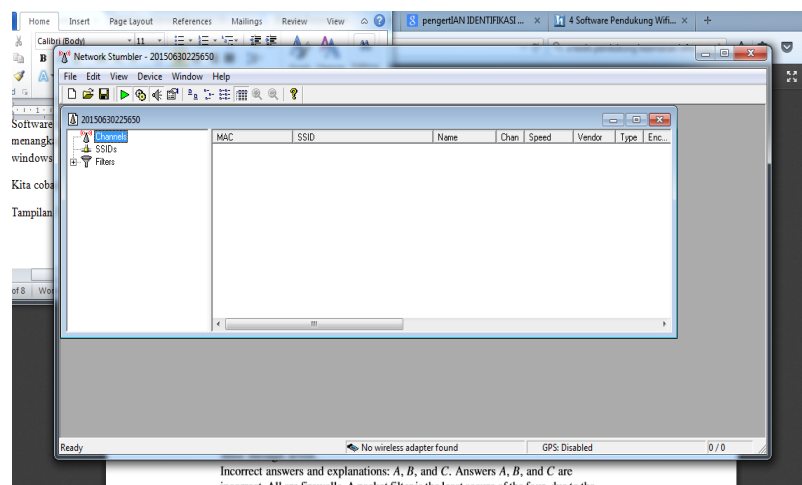 Home Insert Page Layout References Mailings Review View
pengertIAN IDENTIFIKASI ... × 4 Software Pendukung Wifi... × +
Calibri (Body) 11
Network Stumbler - 20150630225650
File Edit View Device Window Help
20150630225650
Channels
SSIDs
Filters
MAC SSID Name Chan Speed Vendor Type Enc...
Software
menangk
windows
Kita coba
Tampilan
of 8
Ready No wireless adapter found GPS: Disabled 0 / 0
Incorrect answers and explanations: A, B, and C. Answers A, B, and C are